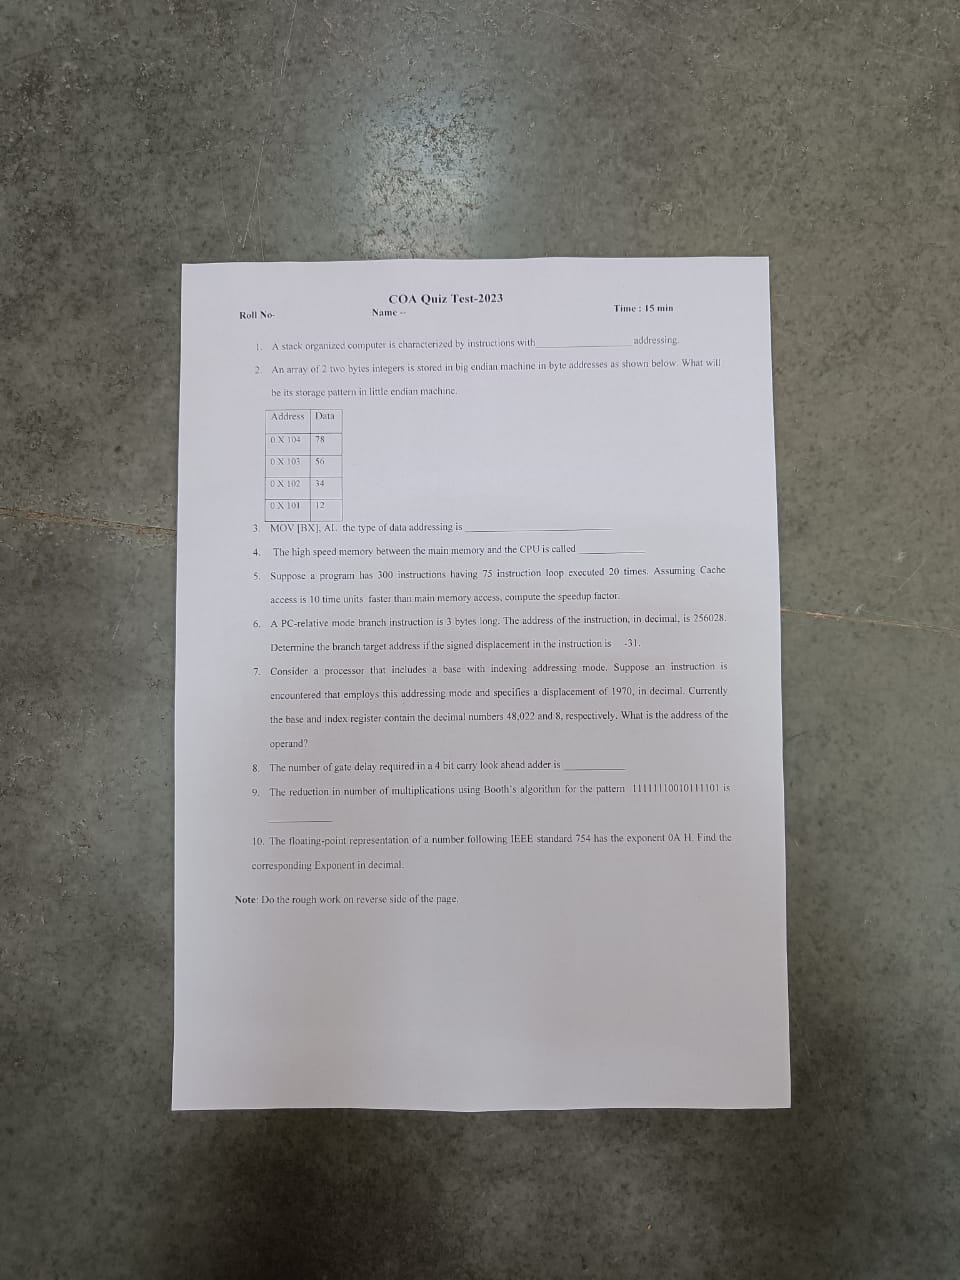 COA Quiz Test-2023
Roll No- Name -- Time : 15 min
1. A stack organized computer is characterized by instructions with____________ addressing.
2. An array of 2 two bytes integers is stored in big endian machine in byte addresses as shown below. What will
be its storage pattern in little endian machine.
Address Data
0 X 104 78
0 X 103 56
0 X 102 34
0 X 101 12
3. MOV [BX], AL the type of data addressing is ____________
4. The high speed memory between the main memory and the CPU is called ____________
5. Suppose a program has 300 instructions having 75 instruction loop executed 20 times. Assuming Cache
access is 10 time units faster than main memory access, compute the speedup factor.
6. A PC-relative mode branch instruction is 3 bytes long. The address of the instruction, in decimal, is 256028.
Determine the branch target address if the signed displacement in the instruction is -31.
7. Consider a processor that includes a base with indexing addressing mode. Suppose an instruction is
encountered that employs this addressing mode and specifies a displacement of 1970, in decimal. Currently
the base and index register contain the decimal numbers 48,022 and 8, respectively. What is the address of the
operand?
8. The number of gate delay required in a 4 bit carry look ahead adder is ____________
9. The reduction in number of multiplications using Booth's algorithm for the pattern 11111110010111101 is
____________
10. The floating-point representation of a number following IEEE standard 754 has the exponent 0A H. Find the
corresponding Exponent in decimal.
Note: Do the rough work on reverse side of the page.